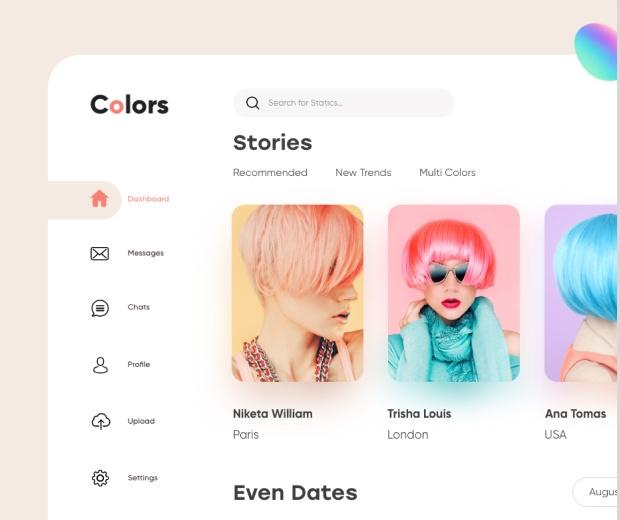 Colors
Search for Statics...
Stories
Recommended New Trends Multi Colors
Dashboard
Messages
Chats
Profile
Upload
Settings
Niketa William Trisha Louis Ana Tomas
Paris London USA
Even Dates